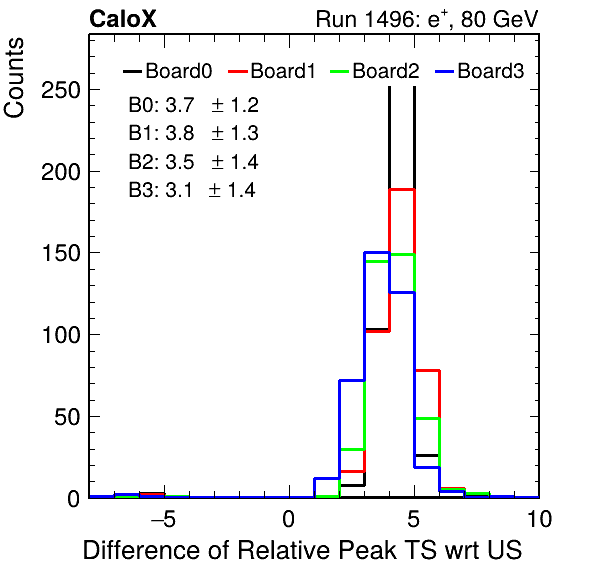 CaloX Run 1496: e⁺, 80 GeV
Counts
Board0 Board1 Board2 Board3
B0: 3.7 ± 1.2
B1: 3.8 ± 1.3
B2: 3.5 ± 1.4
B3: 3.1 ± 1.4
250
200
150
100
50
0
−5 0 5 10
Difference of Relative Peak TS wrt US